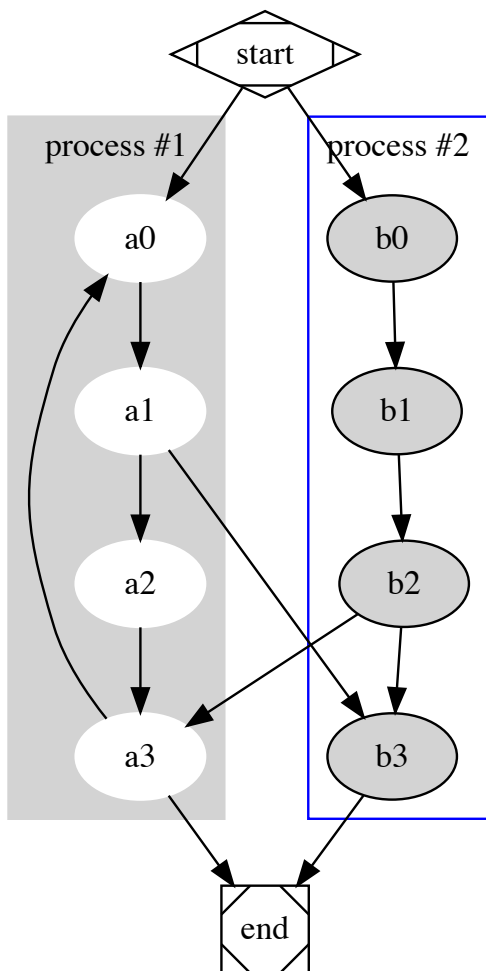 start
process #1
process #2
a0
b0
a1
b1
a2
b2
a3
b3
end